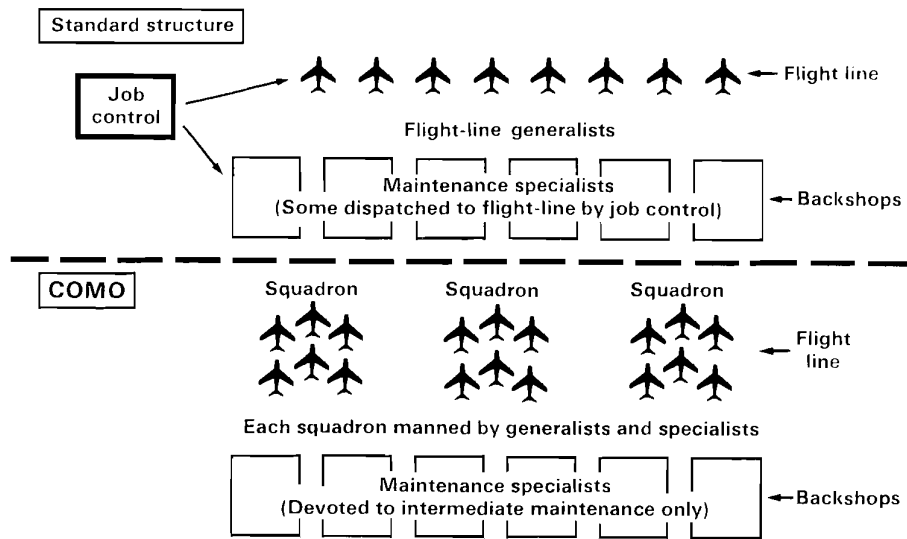 Standard structure
Job
control
Flight line
Flight-line generalists
Maintenance specialists
(Some dispatched to flight-line by job control)
Backshops
COMO
Squadron Squadron Squadron
Flight
line
Each squadron manned by generalists and specialists
Maintenance specialists
(Devoted to intermediate maintenance only)
Backshops